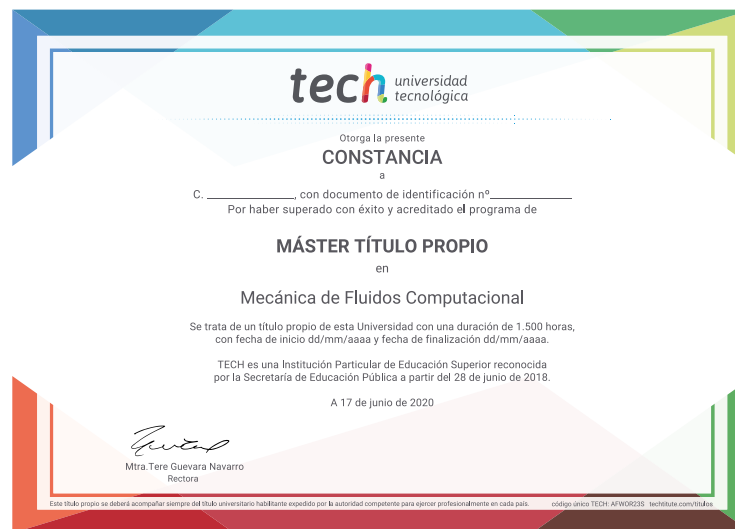 tech universidad
tecnológica
Otorga la presente
CONSTANCIA
a
C. ______________, con documento de identificación nº_____________
Por haber superado con éxito y acreditado el programa de
MÁSTER TÍTULO PROPIO
en
Mecánica de Fluidos Computacional
Se trata de un título propio de esta Universidad con una duración de 1.500 horas,
con fecha de inicio dd/mm/aaaa y fecha de finalización dd/mm/aaaa.
TECH es una Institución Particular de Educación Superior reconocida
por la Secretaría de Educación Pública a partir del 28 de junio de 2018.
A 17 de junio de 2020
Mtra.Tere Guevara Navarro
Rectora
Este título propio se deberá acompañar siempre del título universitario habilitante expedido por la autoridad competente para ejercer profesionalmente en cada país. código único TECH: AFWOR23S techtitute.com/titulos